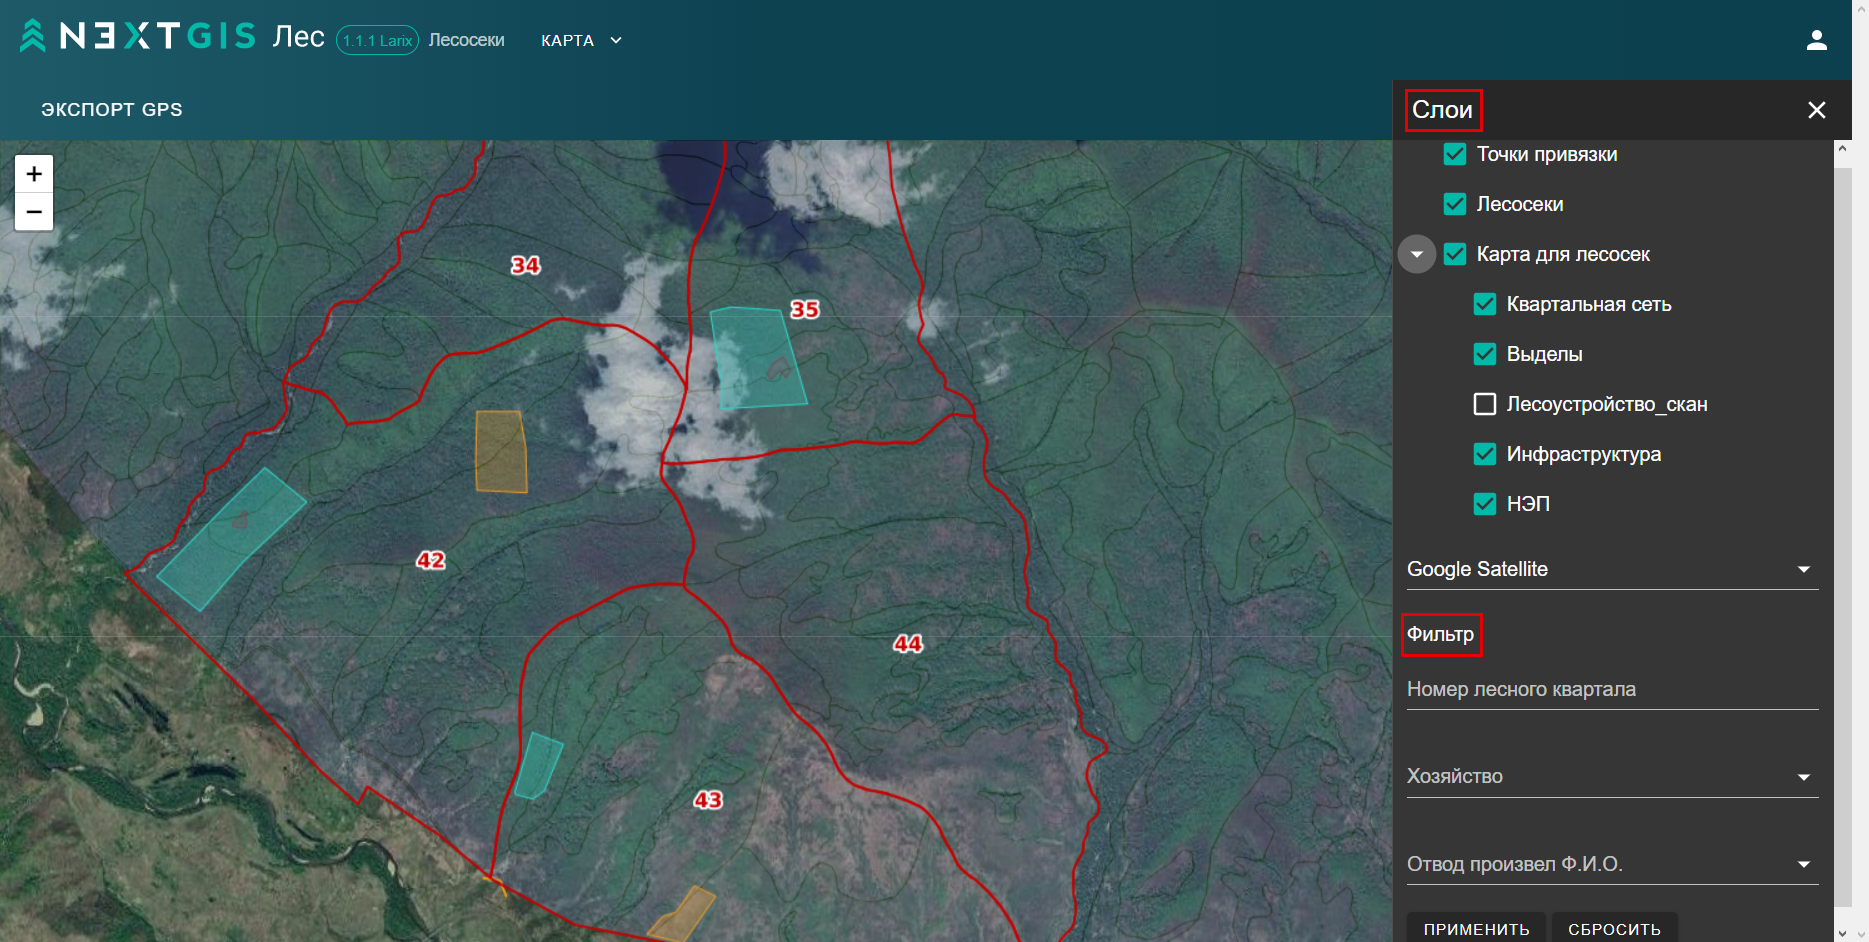 NEXTGIS Лес 1.1.1 Larix Лесосеки КАРТА
ЭКСПОРТ GPS
Слои
+
−
34
35
42
44
43
Точки привязки
Лесосеки
Карта для лесосек
Квартальная сеть
Выделы
Лесоустройство_скан
Инфраструктура
НЭП
Google Satellite
Фильтр
Номер лесного квартала
Хозяйство
Отвод произвел Ф.И.О.
ПРИМЕНИТЬ СБРОСИТЬ